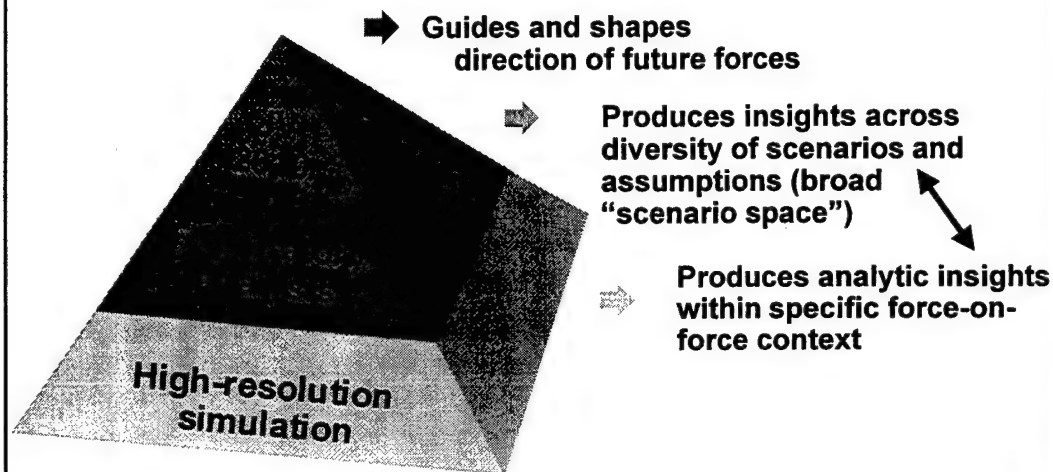 Guides and shapes
direction of future forces
Produces insights across
diversity of scenarios and
assumptions (broad
“scenario space”)
Produces analytic insights
within specific force-on-
force context
High-resolution
simulation